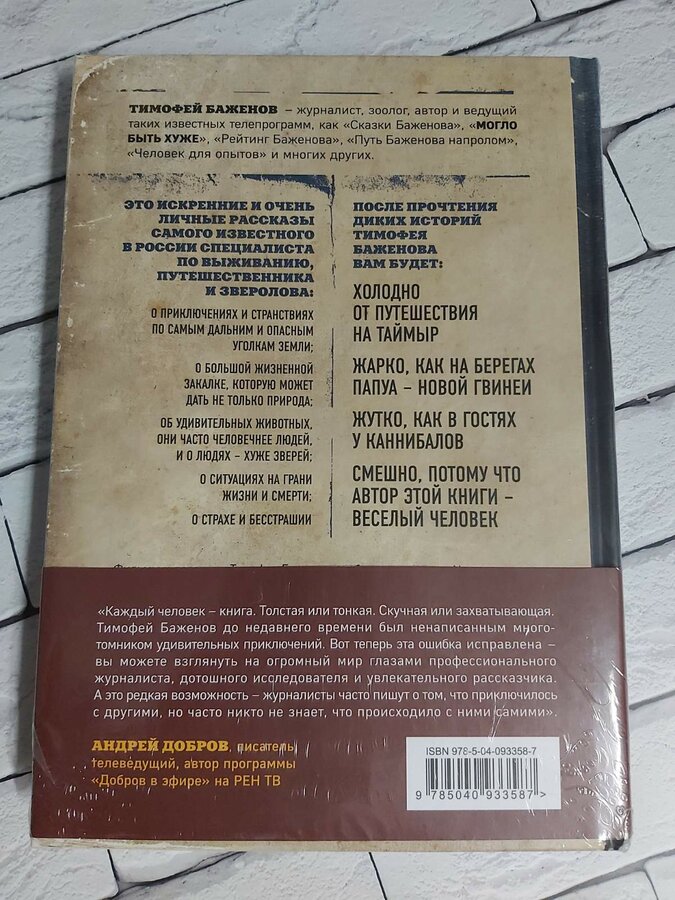 ТИМОФЕЙ БАЖЕНОВ – журналист, зоолог, автор и ведущий
таких известных телепрограмм, как «Сказки Баженова», «МОГЛО
БЫТЬ ХУЖЕ», «Рейтинг Баженова», «Путь Баженова напролом»,
«Человек для опытов» и многих других.
ЭТО ИСКРЕННИЕ И ОЧЕНЬ
ЛИЧНЫЕ РАССКАЗЫ
САМОГО ИЗВЕСТНОГО
В РОССИИ СПЕЦИАЛИСТА
ПО ВЫЖИВАНИЮ,
ПУТЕШЕСТВЕННИКА
И ЗВЕРОЛОВА:
О ПРИКЛЮЧЕНИЯХ И СТРАНСТВИЯХ
ПО САМЫМ ДАЛЬНИМ И ОПАСНЫМ
УГОЛКАМ ЗЕМЛИ;
О БОЛЬШОЙ ЖИЗНЕННОЙ
ЗАКАЛКЕ, КОТОРУЮ МОЖЕТ
ДАТЬ НЕ ТОЛЬКО ПРИРОДА;
ОБ УДИВИТЕЛЬНЫХ ЖИВОТНЫХ,
ОНИ ЧАСТО ЧЕЛОВЕЧНЕЕ ЛЮДЕЙ,
И О ЛЮДЯХ – ХУЖЕ ЗВЕРЕЙ;
О СИТУАЦИЯХ НА ГРАНИ
ЖИЗНИ И СМЕРТИ;
О СТРАХЕ И БЕССТРАШИИ
ПОСЛЕ ПРОЧТЕНИЯ
ДИКИХ ИСТОРИЙ
ТИМОФЕЯ
БАЖЕНОВА
ВАМ БУДЕТ:
ХОЛОДНО
ОТ ПУТЕШЕСТВИЯ
НА ТАЙМЫР
ЖАРКО, КАК НА БЕРЕГАХ
ПАПУА – НОВОЙ ГВИНЕИ
ЖУТКО, КАК В ГОСТЯХ
У КАННИБАЛОВ
СМЕШНО, ПОТОМУ ЧТО
АВТОР ЭТОЙ КНИГИ –
ВЕСЕЛЫЙ ЧЕЛОВЕК
«Каждый человек – книга. Толстая или тонкая. Скучная или захватывающая.
Тимофей Баженов до недавнего времени был ненаписанным много-
томником удивительных приключений. Вот теперь эта ошибка исправлена –
вы можете взглянуть на огромный мир глазами профессионального
журналиста, дотошного исследователя и увлекательного рассказчика.
А это редкая возможность – журналисты часто пишут о том, что приключилось
с другими, но часто никто не знает, что происходило с ними самими».
АНДРЕЙ ДОБРОВ, писатель,
телеведущий, автор программы
«Добров в эфире» на РЕН ТВ
ISBN 978-5-04-093358-7
9 785040 933587 >